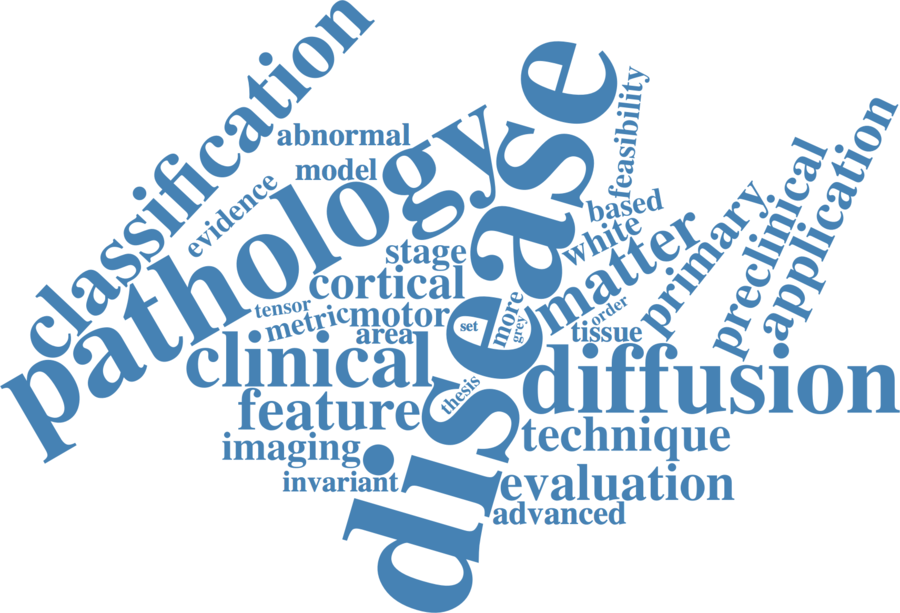 classification
abnormal
model
evidence
pathology
disease
feasibility
based
white
matter
primary
preclinical
application
stage
cortical
tensor
metric
motor
area
set
more
grey
order
tissue
clinical
diffusion
feature
thesis
technique
imaging
invariant
evaluation
advanced